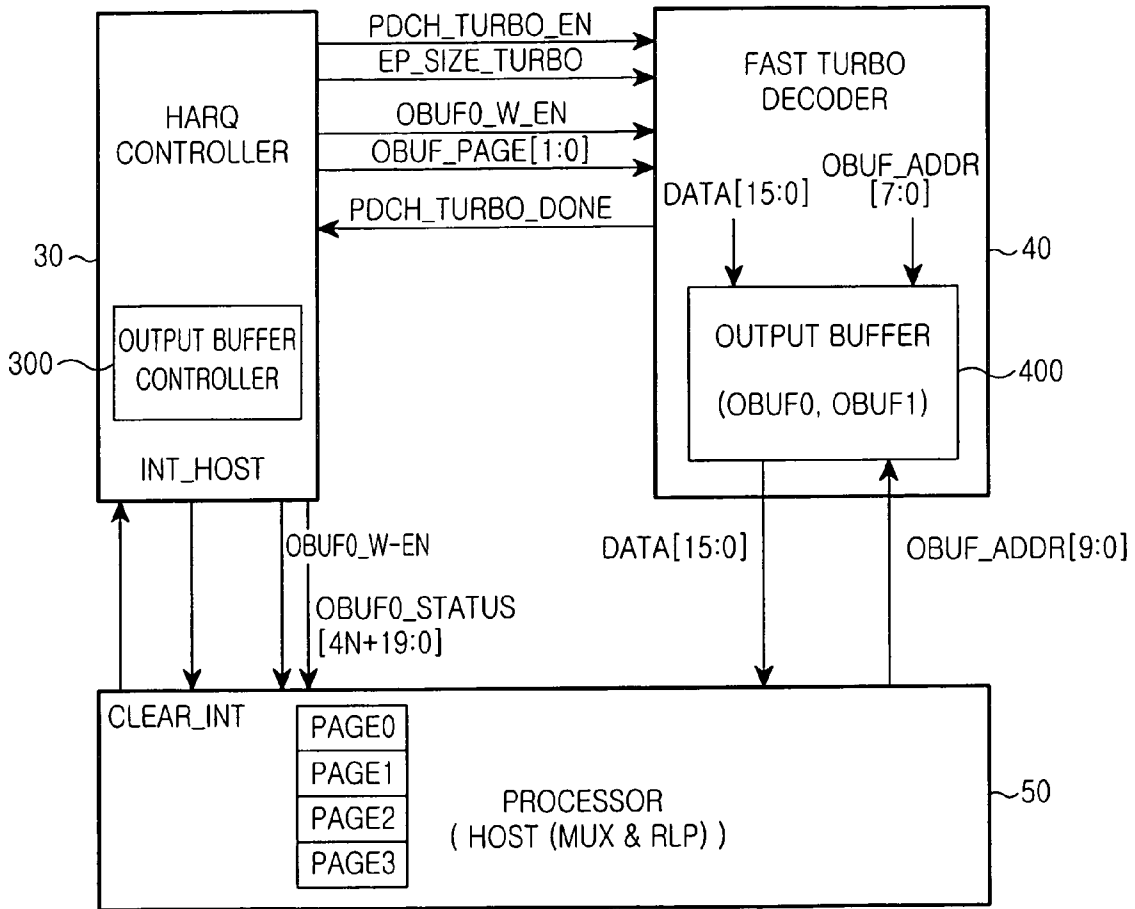 PDCH_TURBO_EN
EP_SIZE_TURBO
OBUF0_W_EN
OBUF_PAGE[1:0]
PDCH_TURBO_DONE
HARQ
CONTROLLER
FAST TURBO
DECODER
DATA[15:0]
OBUF_ADDR
[7:0]
30
40
OUTPUT BUFFER
CONTROLLER
300
OUTPUT BUFFER
(OBUF0, OBUF1)
400
INT_HOST
OBUF0_W-EN
OBUF0_STATUS
[4N+19:0]
DATA[15:0]
OBUF_ADDR[9:0]
CLEAR_INT
PAGE0
PAGE1
PAGE2
PAGE3
PROCESSOR
( HOST (MUX & RLP) )
50